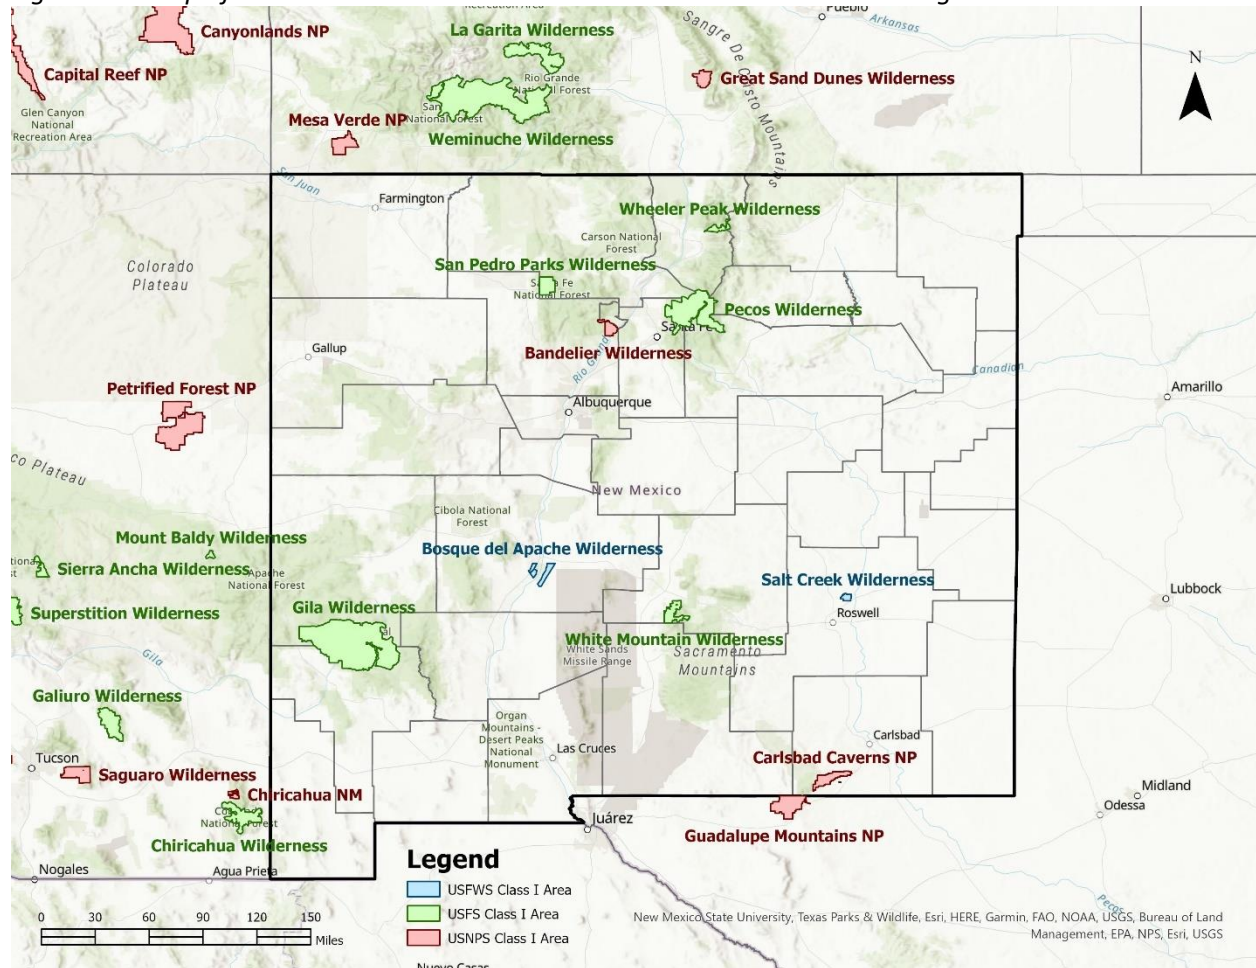 Pueblo
Arkansas
Canyonlands NP
La Garita Wilderness
Sangre De Cristo Mountains
Capital Reef NP
Rio Grande
National Forest
Great Sand Dunes Wilderness
N
Glen Canyon
National
Recreation Area
Mesa Verde NP
San
National Forest
Weminuche Wilderness
San Juan
Farmington
Wheeler Peak Wilderness
Carson National
Forest
San Pedro Parks Wilderness
Santa Fe
National Forest
Colorado
Plateau
Pecos Wilderness
Santa Fe
Gallup
Bandelier Wilderness
Rio Grande
Canadian
Petrified Forest NP
Amarillo
Albuquerque
co Plateau
New Mexico
Cibola National
Forest
Mount Baldy Wilderness
Bosque del Apache Wilderness
Sierra Ancha Wilderness
Apache
National Forest
Salt Creek Wilderness
Lubbock
Superstition Wilderness
Gila Wilderness
Roswell
White Mountain Wilderness
White Sands
Missile Range
Sacramento
Mountains
Gila
Galiuro Wilderness
Organ
Mountains -
Desert Peaks
National
Monument
Las Cruces
Carlsbad
Carlsbad Caverns NP
Tucson
Saguaro Wilderness
Chiricahua NM
Midland
Odessa
National Forest
Juárez
Guadalupe Mountains NP
Chiricahua Wilderness
Nogales
Agua Prieta
Legend
USFWS Class I Area
USFS Class I Area
USNPS Class I Area
0 30 60 90 120 150
Miles
Pecos
New Mexico State University, Texas Parks & Wildlife, Esri, HERE, Garmin, FAO, NOAA, USGS, Bureau of Land
Management, EPA, NPS, Esri, USGS
Nuevo Casas